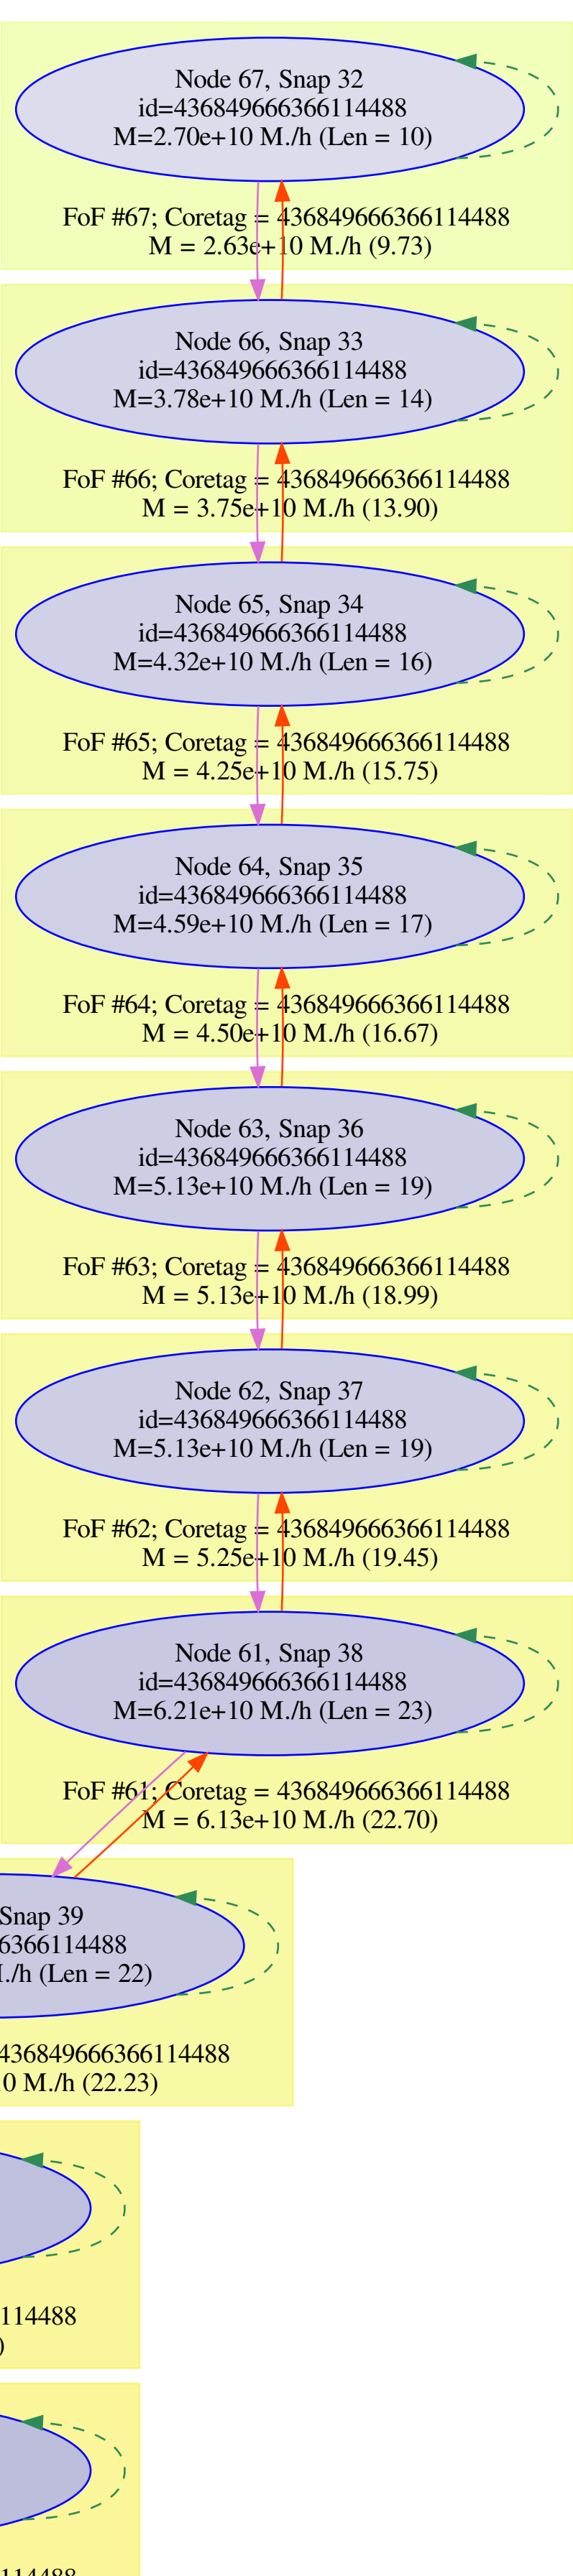 Node 67, Snap 32
id=436849666366114488
M=2.70e+10 M./h (Len = 10)
FoF #67; Coretag = 436849666366114488
M = 2.63e+10 M./h (9.73)
Node 66, Snap 33
id=436849666366114488
M=3.78e+10 M./h (Len = 14)
FoF #66; Coretag = 436849666366114488
M = 3.75e+10 M./h (13.90)
Node 65, Snap 34
id=436849666366114488
M=4.32e+10 M./h (Len = 16)
FoF #65; Coretag = 436849666366114488
M = 4.25e+10 M./h (15.75)
Node 64, Snap 35
id=436849666366114488
M=4.59e+10 M./h (Len = 17)
FoF #64; Coretag = 436849666366114488
M = 4.50e+10 M./h (16.67)
Node 63, Snap 36
id=436849666366114488
M=5.13e+10 M./h (Len = 19)
FoF #63; Coretag = 436849666366114488
M = 5.13e+10 M./h (18.99)
Node 62, Snap 37
id=436849666366114488
M=5.13e+10 M./h (Len = 19)
FoF #62; Coretag = 436849666366114488
M = 5.25e+10 M./h (19.45)
Node 61, Snap 38
id=436849666366114488
M=6.21e+10 M./h (Len = 23)
FoF #61; Coretag = 436849666366114488
M = 6.13e+10 M./h (22.70)
Snap 39
6366114488
./h (Len = 22)
436849666366114488
0 M./h (22.23)
114488
)